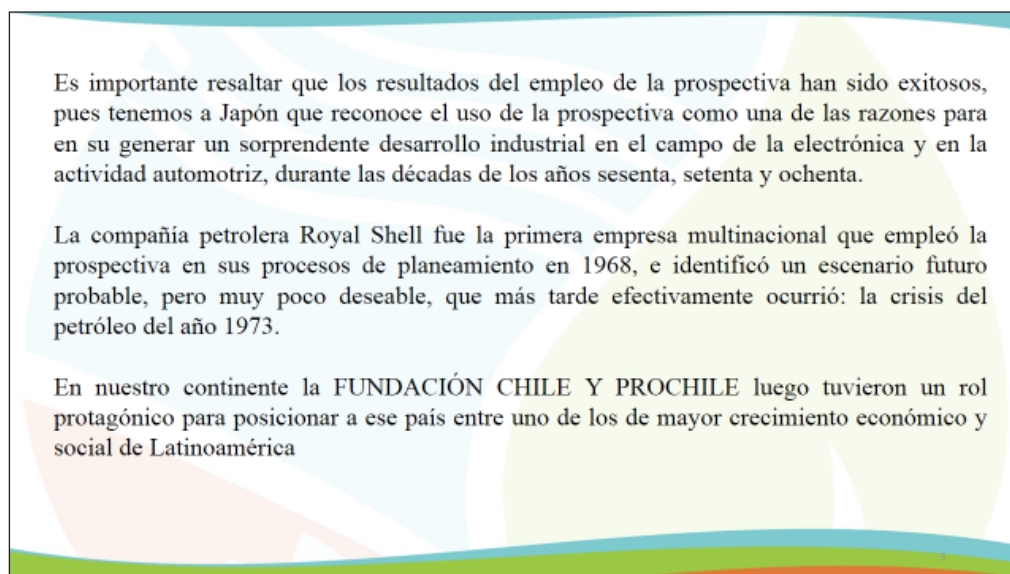 Es importante resaltar que los resultados del empleo de la prospectiva han sido exitosos,
pues tenemos a Japón que reconoce el uso de la prospectiva como una de las razones para
en su generar un sorprendente desarrollo industrial en el campo de la electrónica y en la
actividad automotriz, durante las décadas de los años sesenta, setenta y ochenta.
La compañía petrolera Royal Shell fue la primera empresa multinacional que empleó la
prospectiva en sus procesos de planeamiento en 1968, e identificó un escenario futuro
probable, pero muy poco deseable, que más tarde efectivamente ocurrió: la crisis del
petróleo del año 1973.
En nuestro continente la FUNDACIÓN CHILE Y PROCHILE luego tuvieron un rol
protagónico para posicionar a ese país entre uno de los de mayor crecimiento económico y
social de Latinoamérica